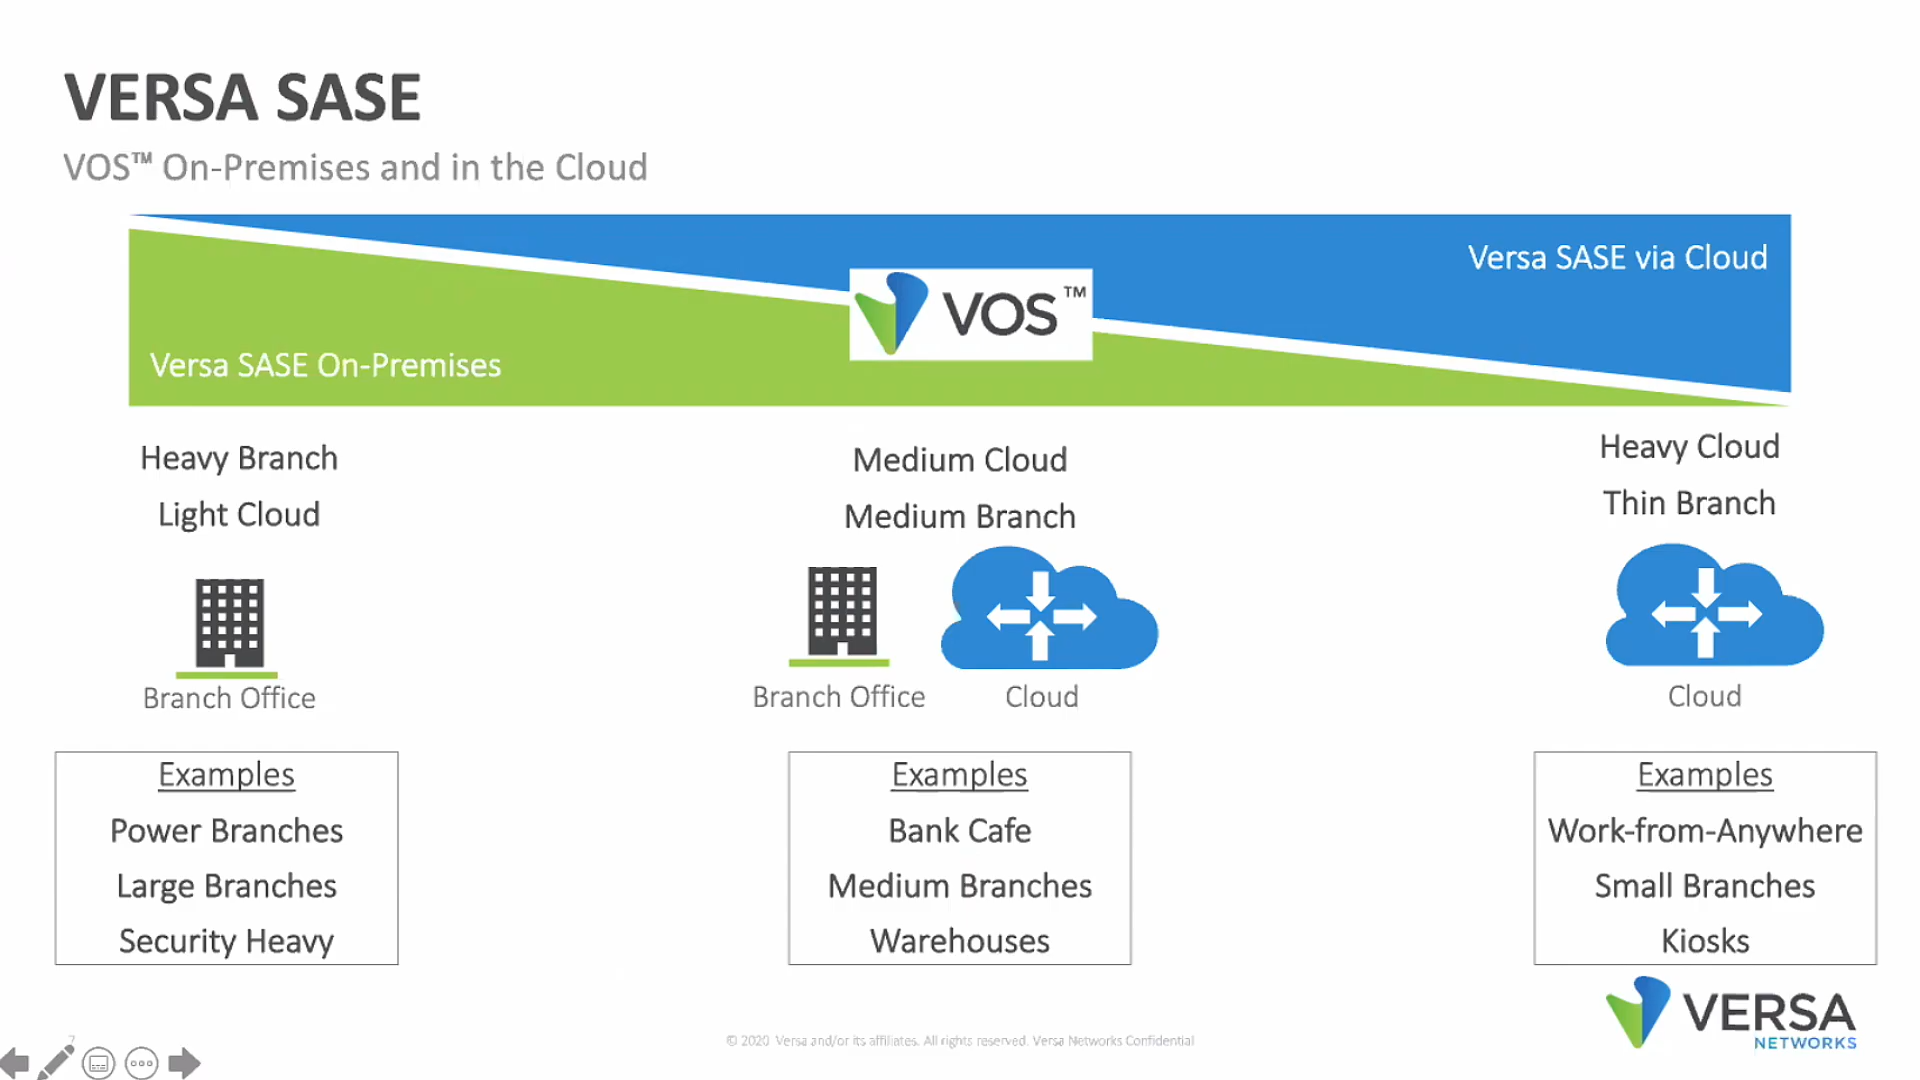 VERSA SASE
VOS™ On-Premises and in the Cloud
Versa SASE via Cloud
VOS™
Versa SASE On-Premises
Heavy Branch
Light Cloud
Branch Office
Examples
Power Branches
Large Branches
Security Heavy
Medium Cloud
Medium Branch
Branch Office
Cloud
Examples
Bank Cafe
Medium Branches
Warehouses
Heavy Cloud
Thin Branch
Cloud
Examples
Work-from-Anywhere
Small Branches
Kiosks
VERSA
NETWORKS
7
© 2020 Versa and/or its affiliates. All rights reserved. Versa Networks Confidential